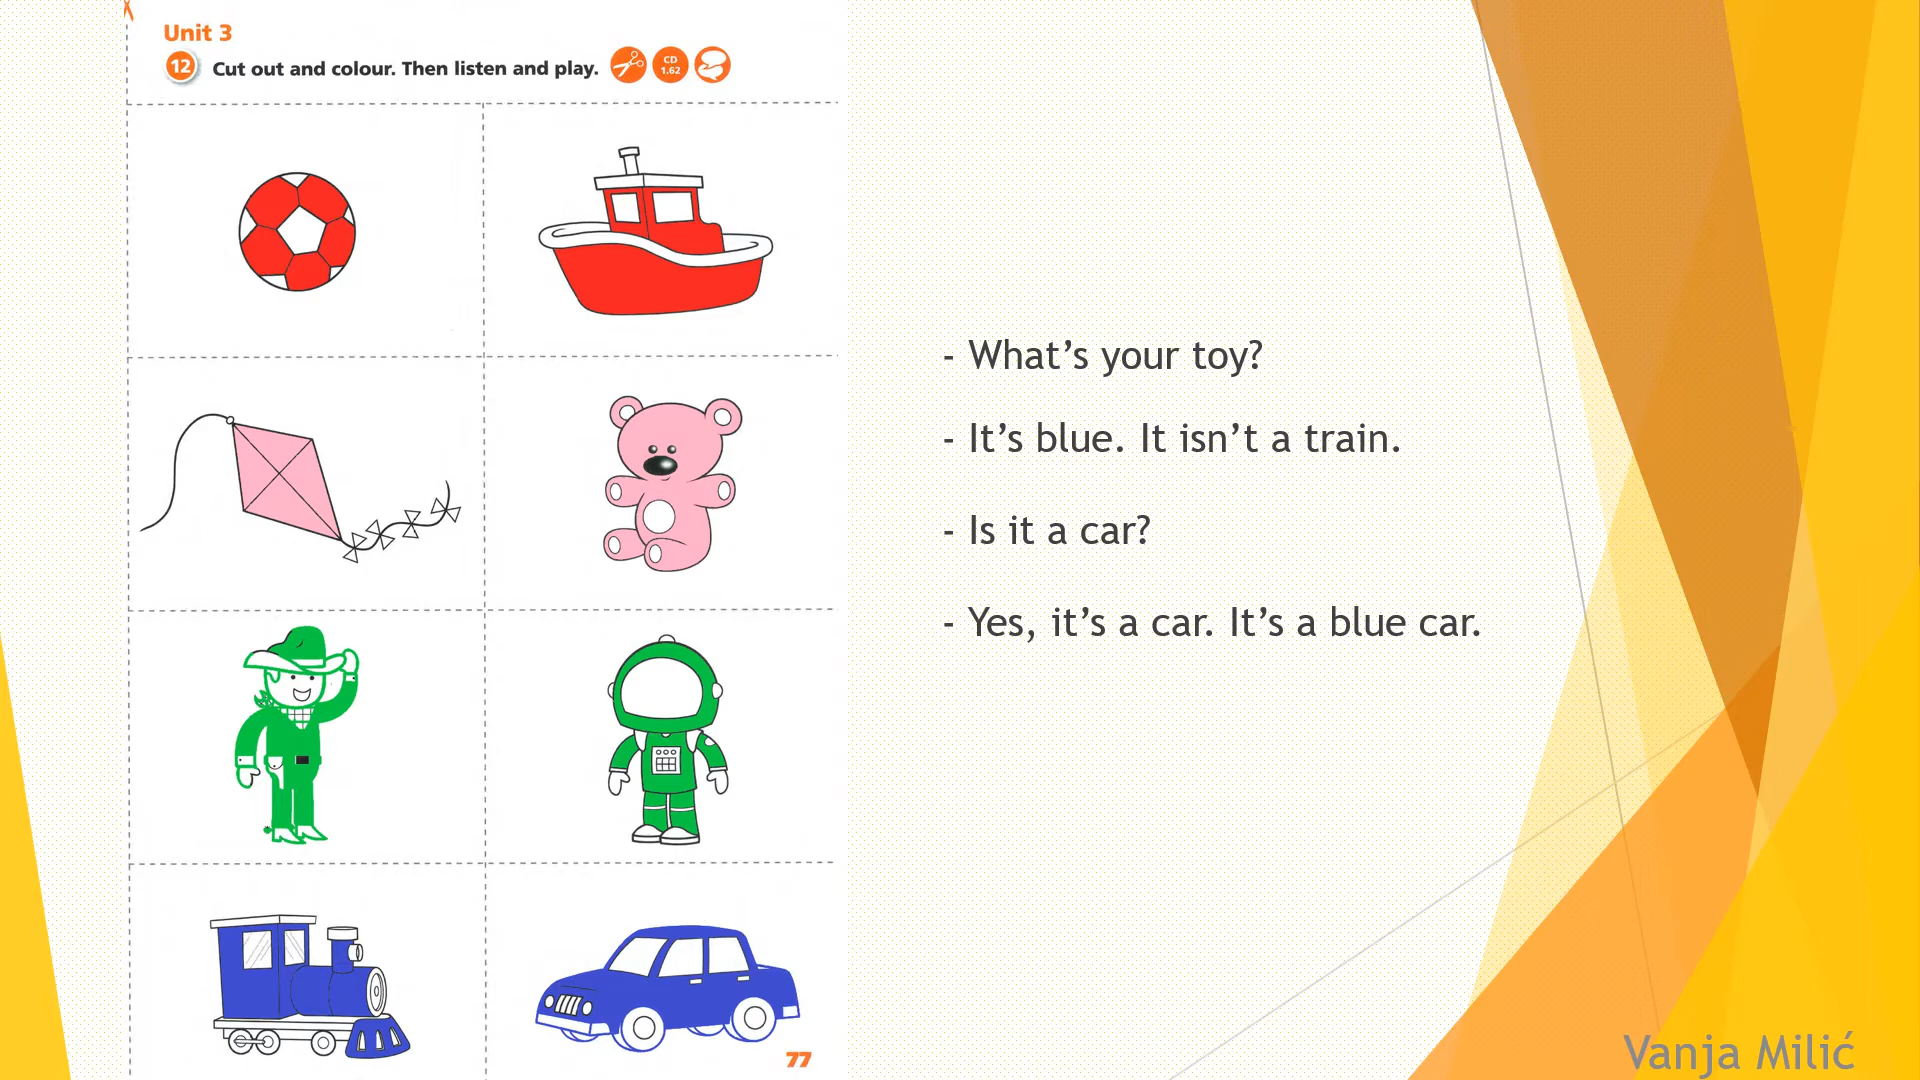 Unit 3
12 Cut out and colour. Then listen and play. CD 1.62
- What's your toy?
- It's blue. It isn't a train.
- Is it a car?
- Yes, it's a car. It's a blue car.
77
Vanja Milić